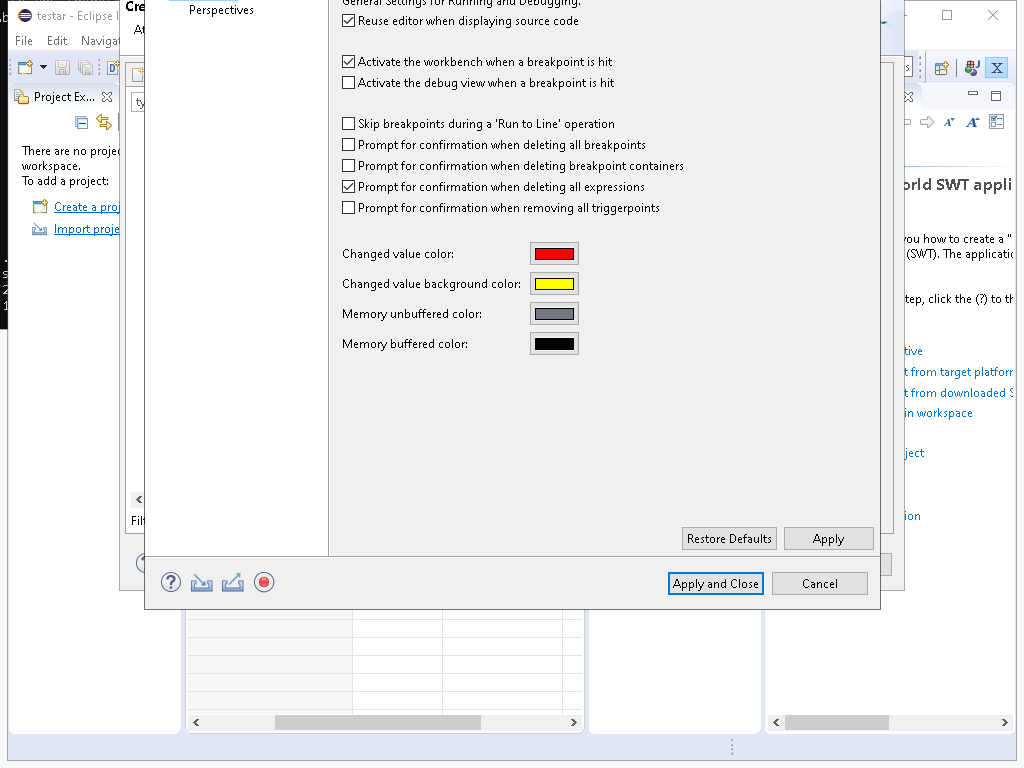 testar - Eclipse I
Cre
Perspectives
General Settings for Running and Debugging.
Reuse editor when displaying source code
File Edit Navigat
At
Activate the workbench when a breakpoint is hit
Activate the debug view when a breakpoint is hit
Project Ex...
ty
Skip breakpoints during a 'Run to Line' operation
Prompt for confirmation when deleting all breakpoints
Prompt for confirmation when deleting breakpoint containers
Prompt for confirmation when deleting all expressions
Prompt for confirmation when removing all triggerpoints
There are no projec
workspace.
To add a project:
Create a proj
Import proje
Changed value color:
Changed value background color:
Memory unbuffered color:
Memory buffered color:
orld SWT appli
you how to create a "
(SWT). The applicatio
tep, click the (?) to th
tive
t from target platforn
t from downloaded S
in workspace
ject
ion
Filt
Restore Defaults Apply
Apply and Close Cancel